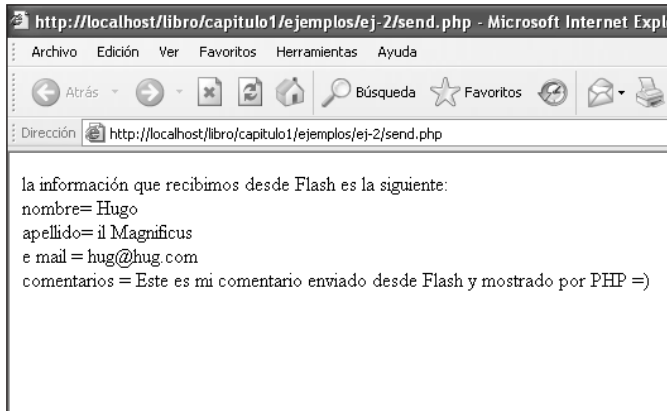 http://localhost/libro/capitulo1/ejemplos/ej-2/send.php - Microsoft Internet Expl
Archivo Edición Ver Favoritos Herramientas Ayuda
Atrás Búsqueda Favoritos
Dirección http://localhost/libro/capitulo1/ejemplos/ej-2/send.php
la información que recibimos desde Flash es la siguiente:
nombre= Hugo
apellido= il Magnificus
e mail = hug@hug.com
comentarios = Este es mi comentario enviado desde Flash y mostrado por PHP =)